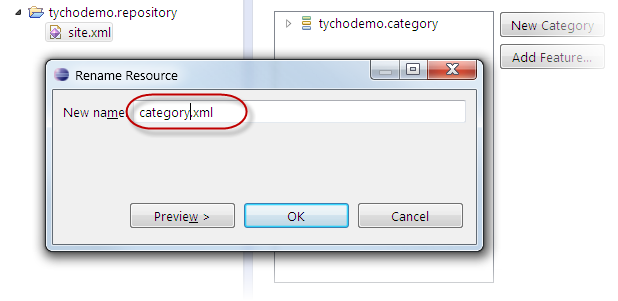 tychodemo.repository
site.xml
tychodemo.category
New Category
Add Feature...
Rename Resource
New name: category.xml
Preview >
OK
Cancel